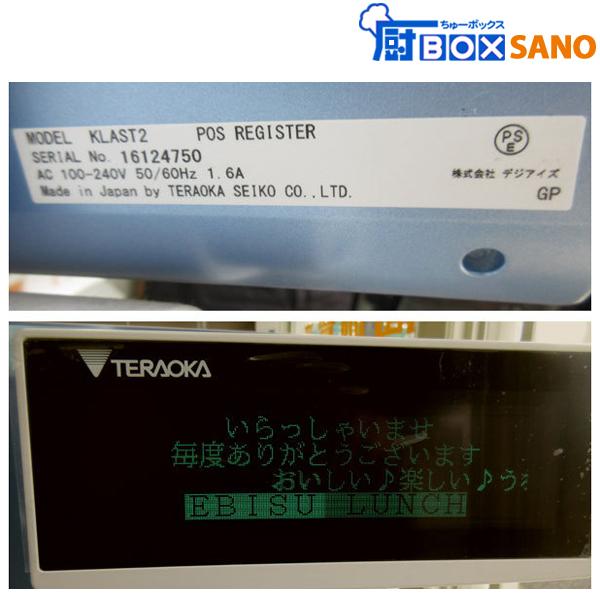 ちゅーボックス
厨BOX SANO
MODEL KLAST2 POS REGISTER
SERIAL No. 16124750
AC 100-240V 50/60Hz 1.6A
Made in Japan by TERAOKA SEIKO CO.,LTD.
PS
E
株式会社 デジアイズ
GP
TERAOKA
いらっしゃいませ
毎度ありがとうございます
おいしい♪楽しい♪う
EBISU LUNCH